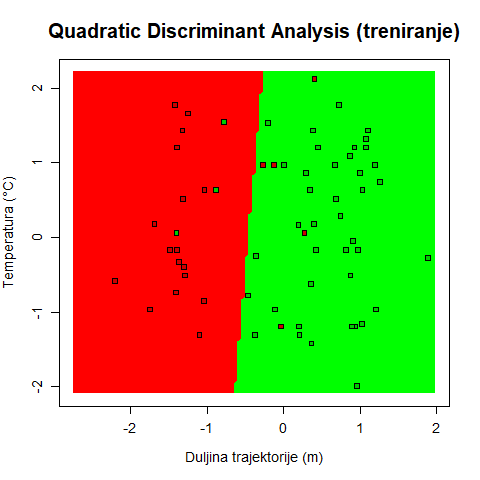 Quadratic Discriminant Analysis (treniranje)
Temperatura (°C)
2
1
0
-1
-2
-2 -1 0 1 2
Duljina trajektorije (m)